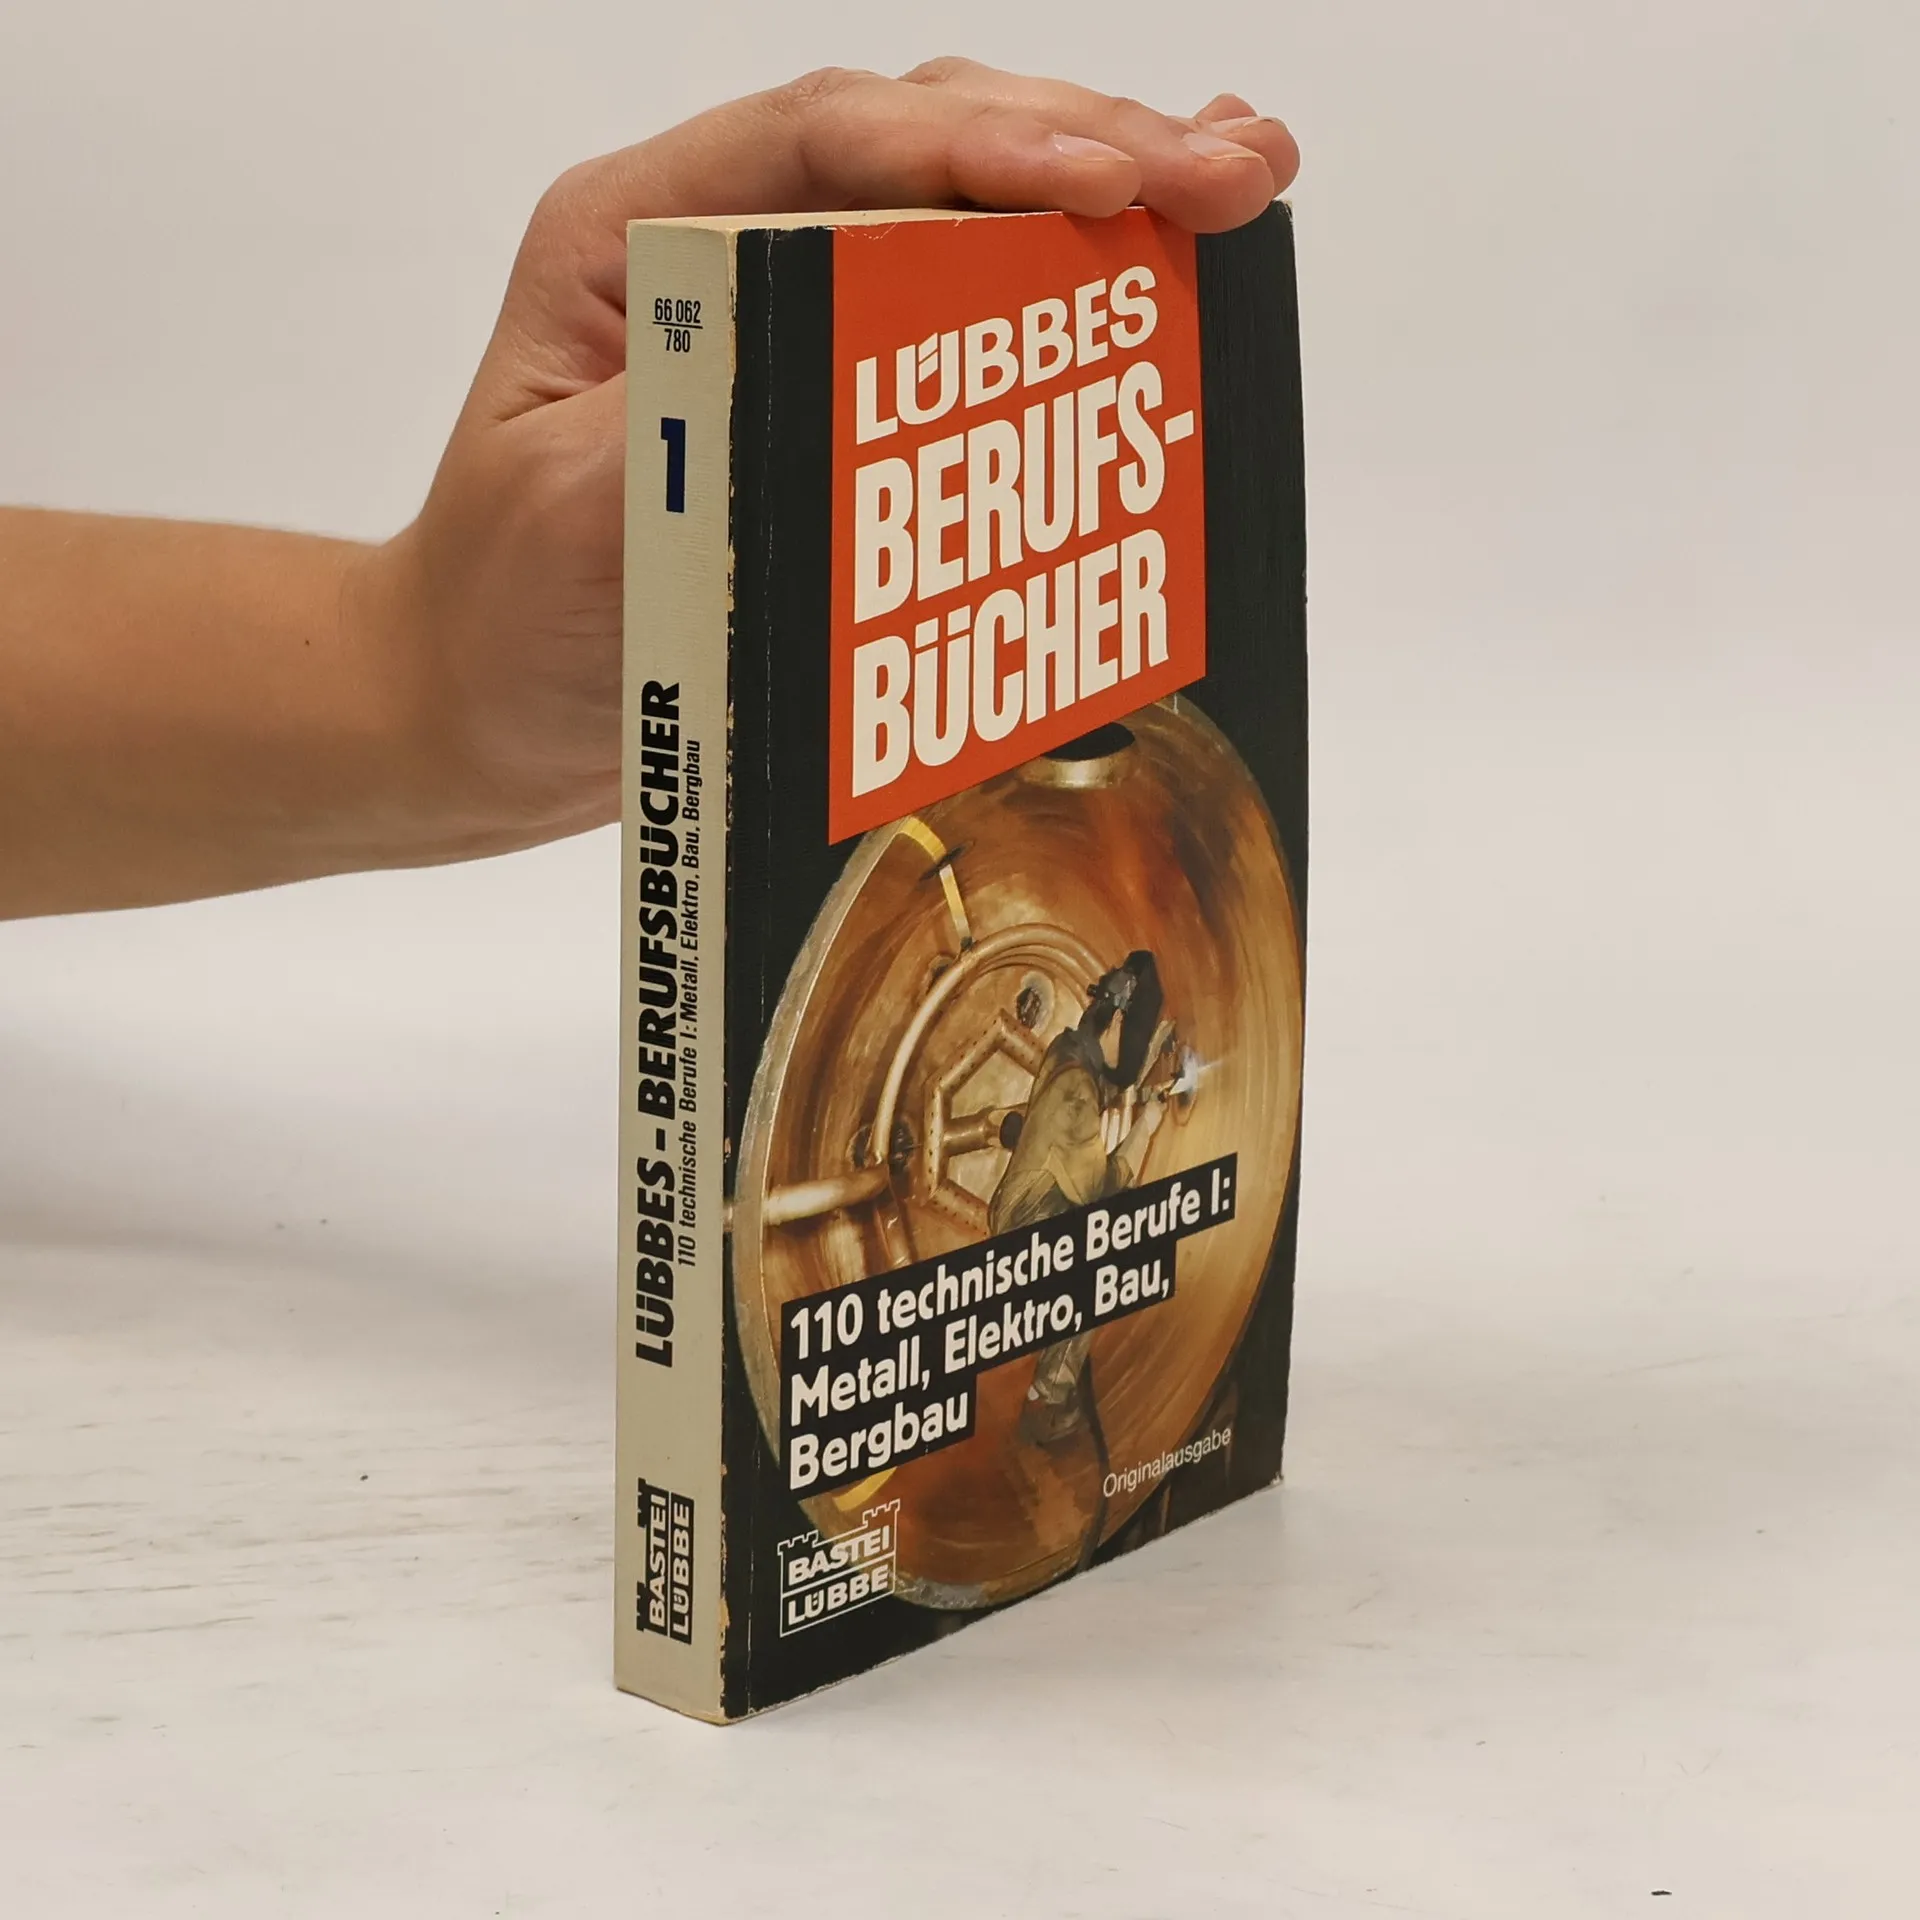 66 062
780
1
LÜBBES - BERUFSBÜCHER
110 technische Berufe I: Metall, Elektro, Bau, Bergbau
BASTEI
LÜBBE
LÜBBES
BERUFS-
BÜCHER
110 technische Berufe I:
Metall, Elektro, Bau,
Bergbau
Originalausgabe
BASTEI
LÜBBE